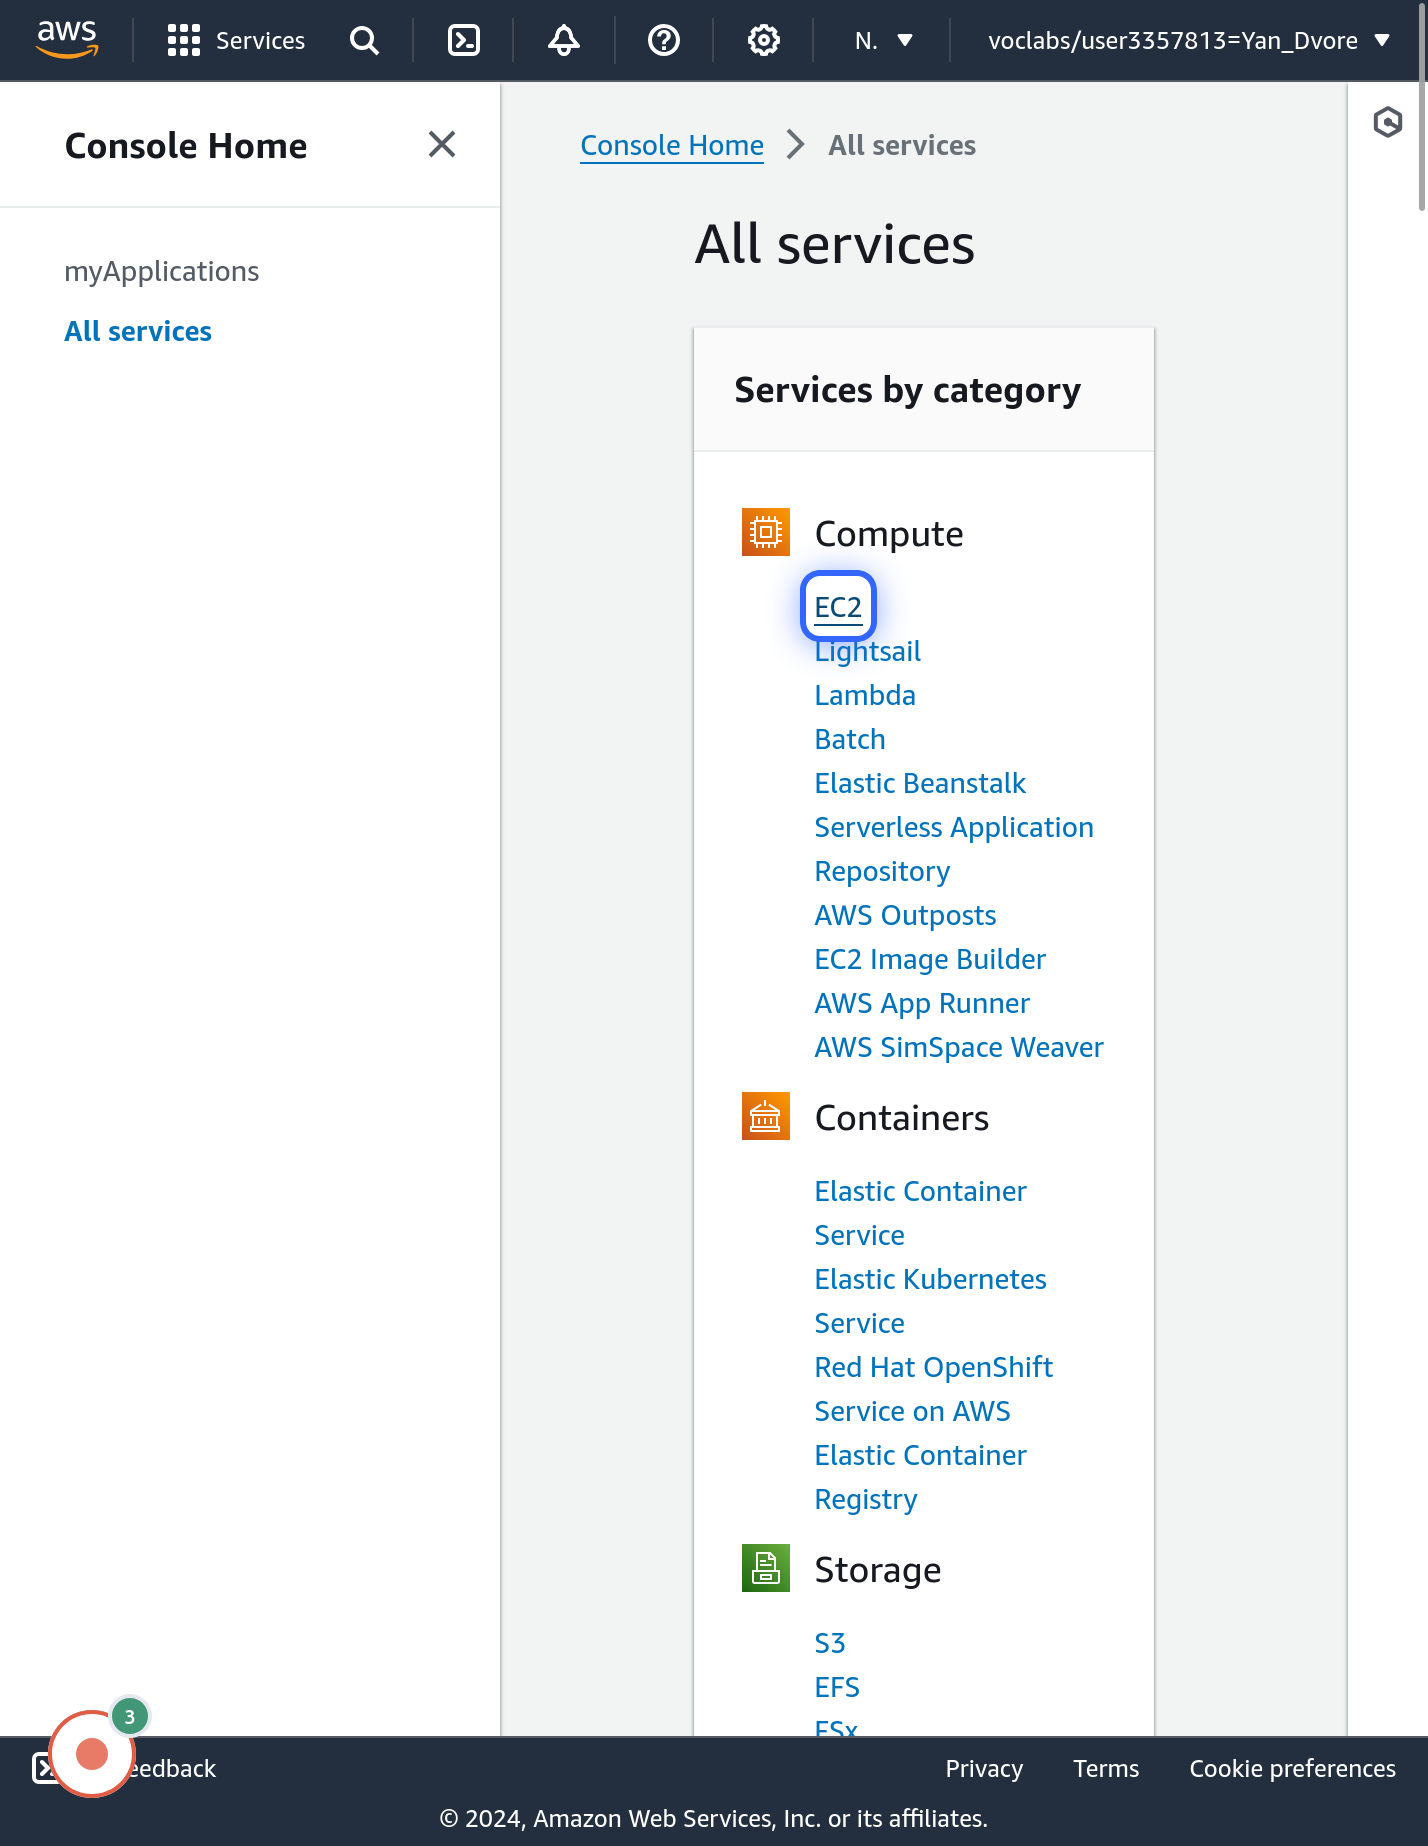 aws
Services
N.
voclabs/user3357813=Yan_Dvore
Console Home
myApplications
All services
Console Home
All services
All services
Services by category
Compute
EC2
Lightsail
Lambda
Batch
Elastic Beanstalk
Serverless Application
Repository
AWS Outposts
EC2 Image Builder
AWS App Runner
AWS SimSpace Weaver
Containers
Elastic Container
Service
Elastic Kubernetes
Service
Red Hat OpenShift
Service on AWS
Elastic Container
Registry
Storage
S3
EFS
FSx
3
eedback
Privacy
Terms
Cookie preferences
© 2024, Amazon Web Services, Inc. or its affiliates.